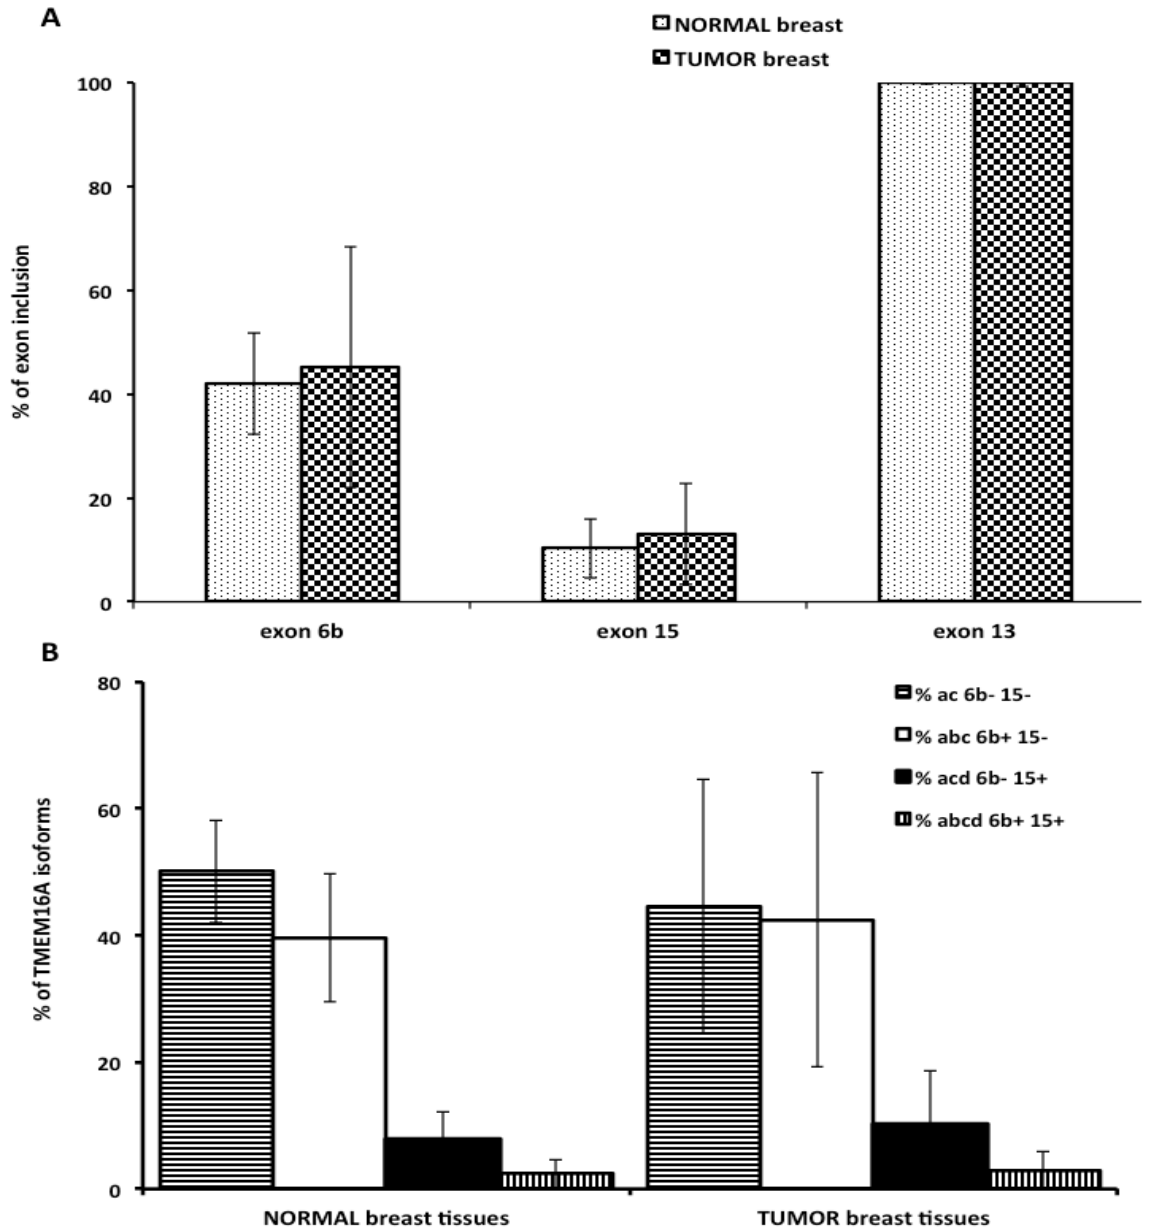 A
NORMAL breast
TUMOR breast
100
80
60
40
20
0
% of exon inclusion
exon 6b
exon 15
exon 13
B
80
60
40
20
0
% of TMEM16A isoforms
% ac 6b- 15-
% abc 6b+ 15-
% acd 6b- 15+
% abcd 6b+ 15+
NORMAL breast tissues
TUMOR breast tissues